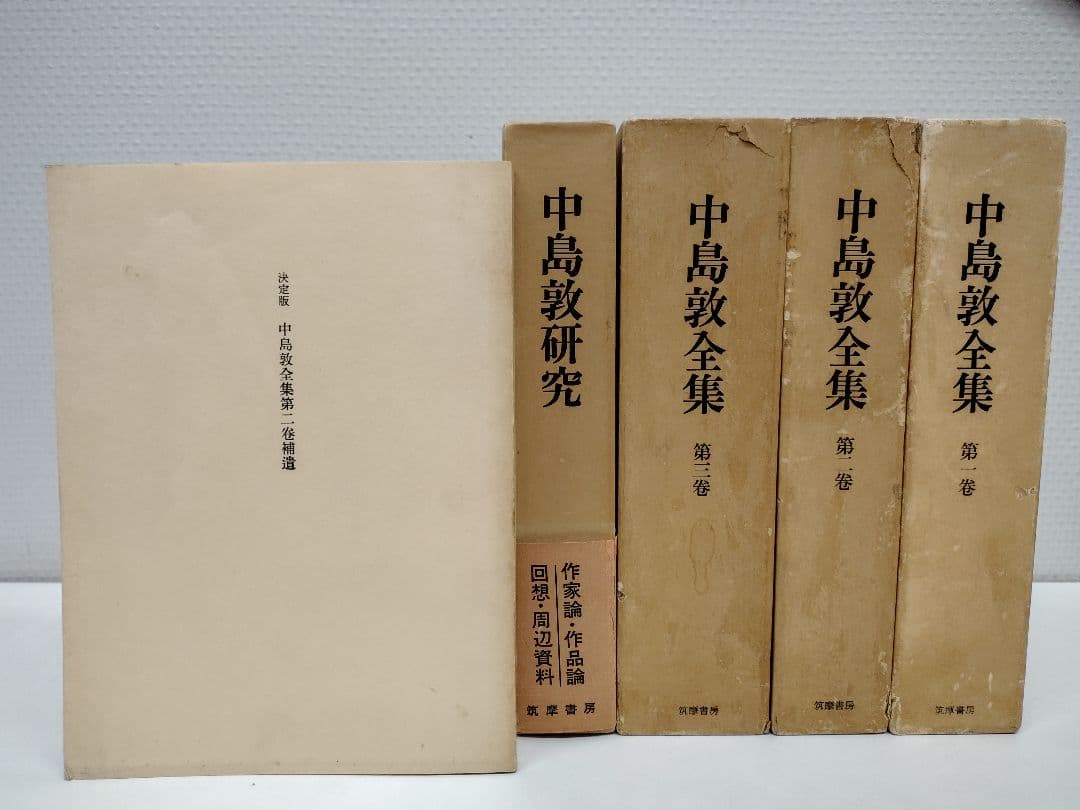 決定版
中島敦全集第二巻補遺
中島敦研究
作家論・作品論
回想・周辺資料
筑摩書房
中島敦全集
第三巻
筑摩書房
中島敦全集
第二巻
筑摩書房
中島敦全集
第一巻
筑摩書房